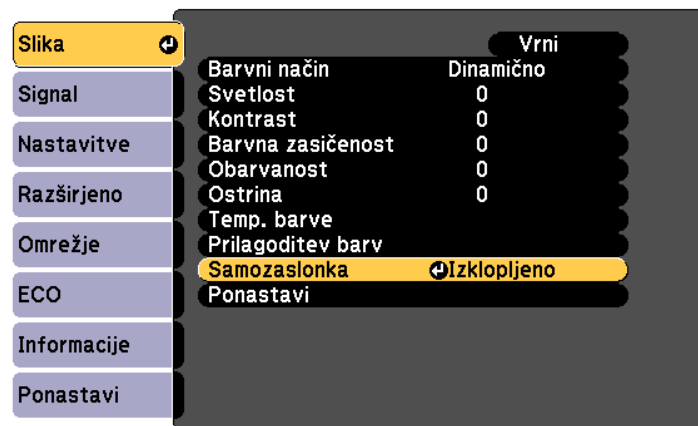 Slika
Signal
Nastavitve
Razširjeno
Omrežje
ECO
Informacije
Ponastavi
Vrni
Barvni način Dinamično
Svetlost 0
Kontrast 0
Barvna zasičenost 0
Obarvanost 0
Ostrina 0
Temp. barve
Prilagoditev barv
Samozaslonka Izklopljeno
Ponastavi